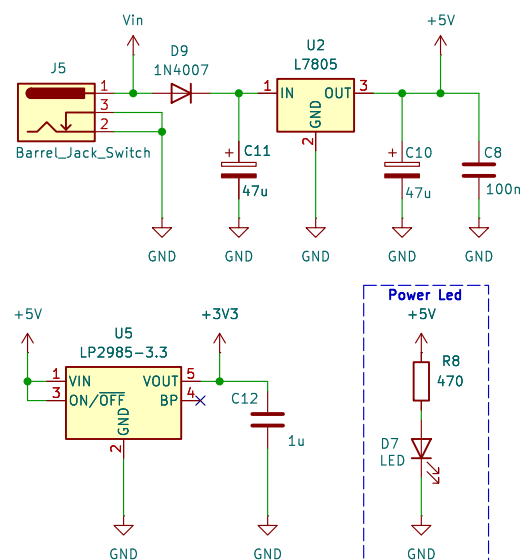 Vin
+5V
J5
D9
1N4007
U2
L7805
1
3
2
Barrel_Jack_Switch
1
IN
OUT
3
GND
2
+
C11
47u
+
C10
47u
C8
100n
GND
GND
GND
GND
GND
+5V
U5
LP2985-3.3
+3V3
1
VIN
VOUT
5
3
ON/OFF
BP
4
GND
2
C12
1u
GND
GND
Power Led
+5V
R8
470
D7
LED
GND